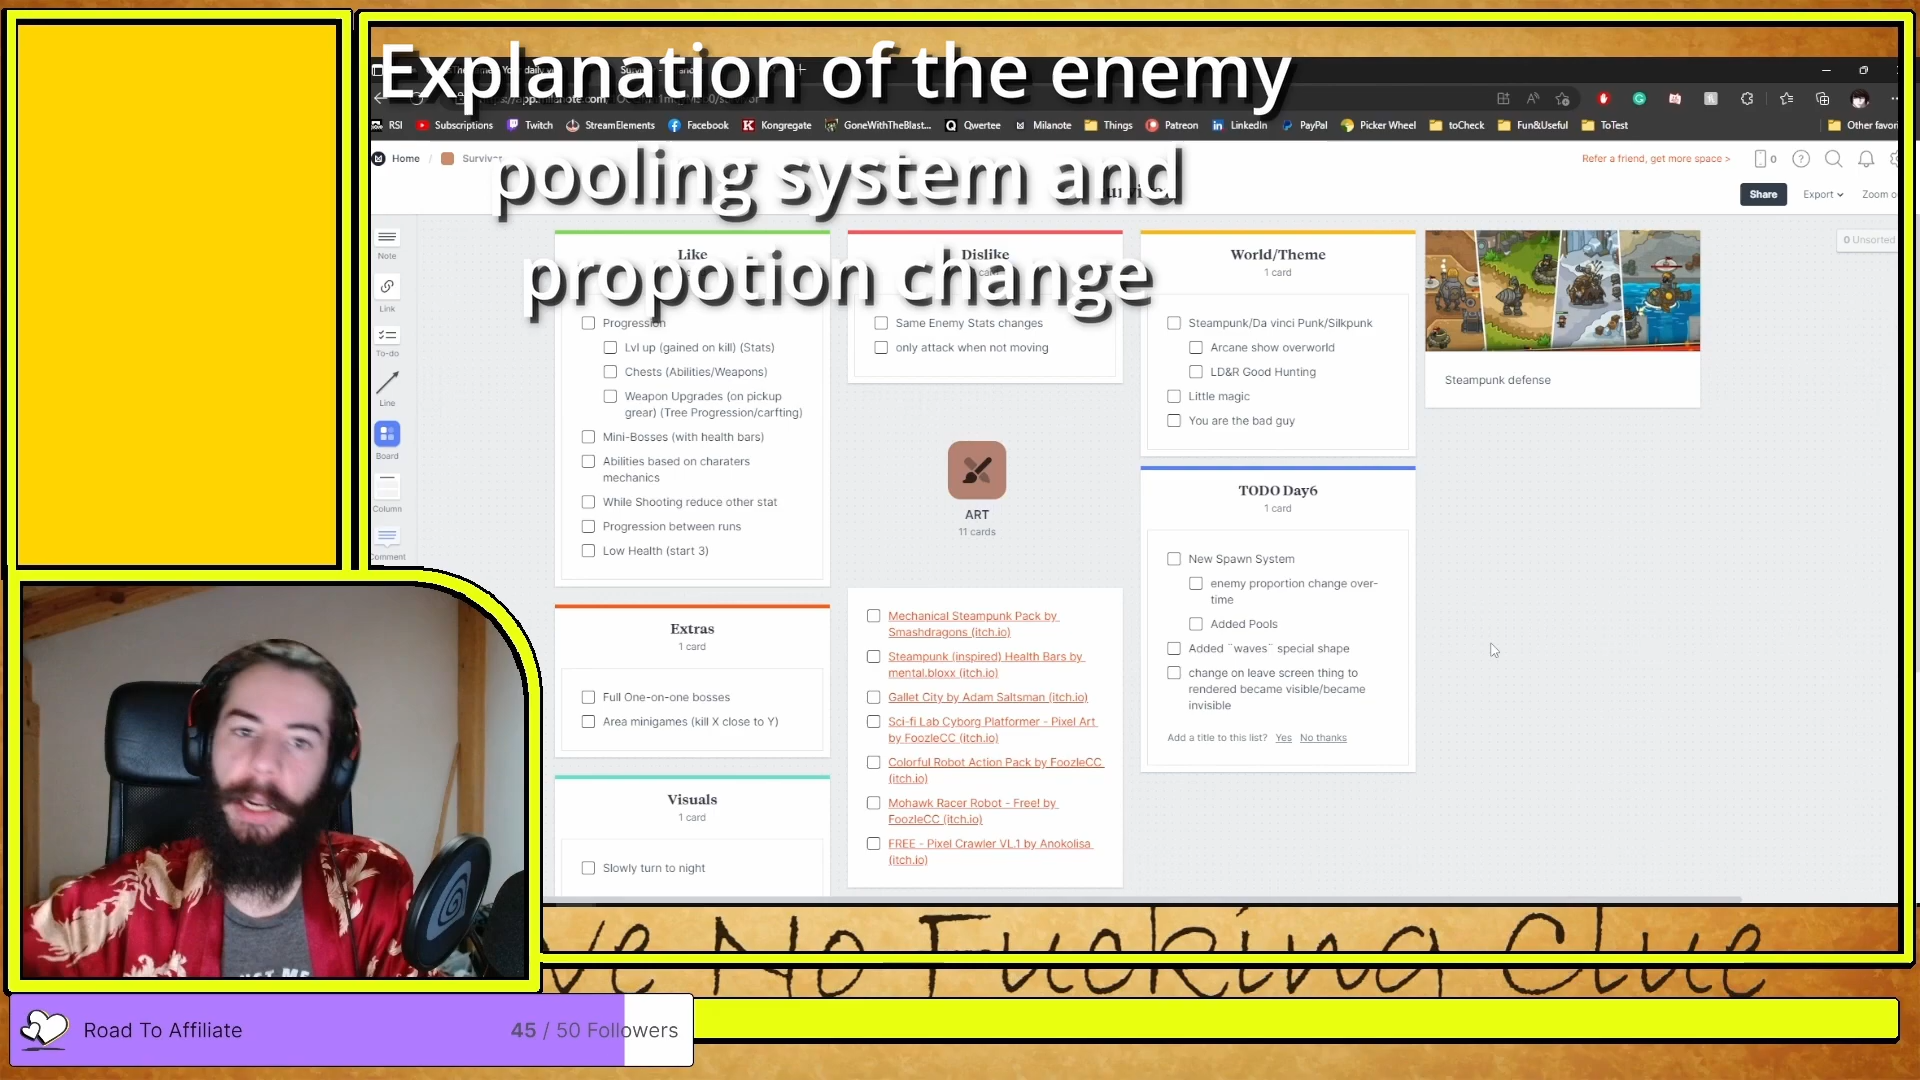 Explanation of the enemy
pooling system and
propotion change
RSI
Subscriptions
Twitch
StreamElements
Facebook
Kongregate
GoneWithTheBlast...
Qwertee
Milanote
Things
Patreon
LinkedIn
PayPal
Picker Wheel
toCheck
Fun&Useful
ToTest
Other favori
Home
/
Refer a friend, get more space >
0
Share
Export
Zoom
0 Unsorted
Note
Link
To-do
Line
Board
Column
Comment
Like
Progression
Lvl up (gained on kill) (Stats)
Chests (Abilities/Weapons)
Weapon Upgrades (on pickup
grear) (Tree Progression/carfting)
Mini-Bosses (with health bars)
Abilities based on charaters
mechanics
While Shooting reduce other stat
Progression between runs
Low Health (start 3)
Extras
1 card
Full One-on-one bosses
Area minigames (kill X close to Y)
Visuals
1 card
Slowly turn to night
Dislike
Same Enemy Stats changes
only attack when not moving
ART
11 cards
Mechanical Steampunk Pack by
Smashdragons (itch.io)
Steampunk (inspired) Health Bars by
mental.bloxx (itch.io)
Gallet City by Adam Saltsman (itch.io)
Sci-fi Lab Cyborg Platformer - Pixel Art
by FoozleCC (itch.io)
Colorful Robot Action Pack by FoozleCC
(itch.io)
Mohawk Racer Robot - Free! by
FoozleCC (itch.io)
FREE - Pixel Crawler VL.1 by Anokolisa
(itch.io)
World/Theme
1 card
Steampunk/Da vinci Punk/Silkpunk
Arcane show overworld
LD&R Good Hunting
Little magic
You are the bad guy
TODO Day6
1 card
New Spawn System
enemy proportion change over-
time
Added Pools
Added ¨waves¨ special shape
change on leave screen thing to
rendered became visible/became
invisible
Add a title to this list? Yes No thanks
Steampunk defense
ve No Fucking Clue
Road To Affiliate
45 / 50 Followers